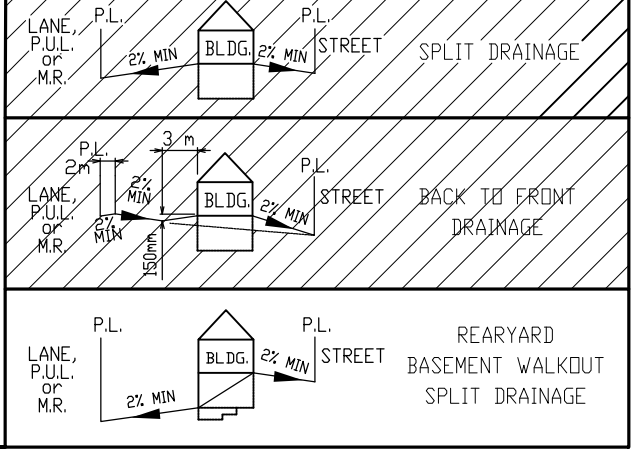 LANE,
P.U.L.
or
M.R.
P.L.
2% MIN
BLDG.
2% MIN
P.L.
STREET
SPLIT DRAINAGE
LANE,
P.U.L.
or
M.R.
P.L.
2m
3 m
2% MIN
2% MIN
150mm
BLDG.
2% MIN
P.L.
STREET
BACK TO FRONT
DRAINAGE
LANE,
P.U.L.
or
M.R.
P.L.
2% MIN
BLDG.
2% MIN
P.L.
STREET
REARYARD
BASEMENT WALKOUT
SPLIT DRAINAGE